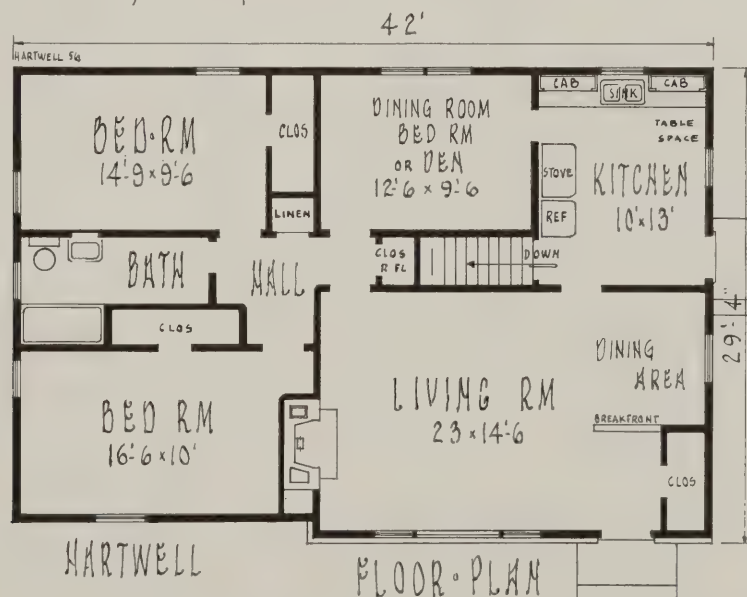 42'
HARTWELL 56
BED·RM
14'-9 x 9'-6
CLOS
LINEN
DINING ROOM
BED RM
OR DEN
12'-6 x 9'-6
CAB
SINK
CAB
TABLE
SPACE
STOVE
REF
KITCHEN
10'x13'
BATH
HALL
CLOS
R FL
DOWN
CLOS
29'-4"
DINING
AREA
LIVING RM
23 x 14'-6
BREAKFRONT
CLOS
BED RM
16'-6 x 10'
HARTWELL
FLOOR·PLAN